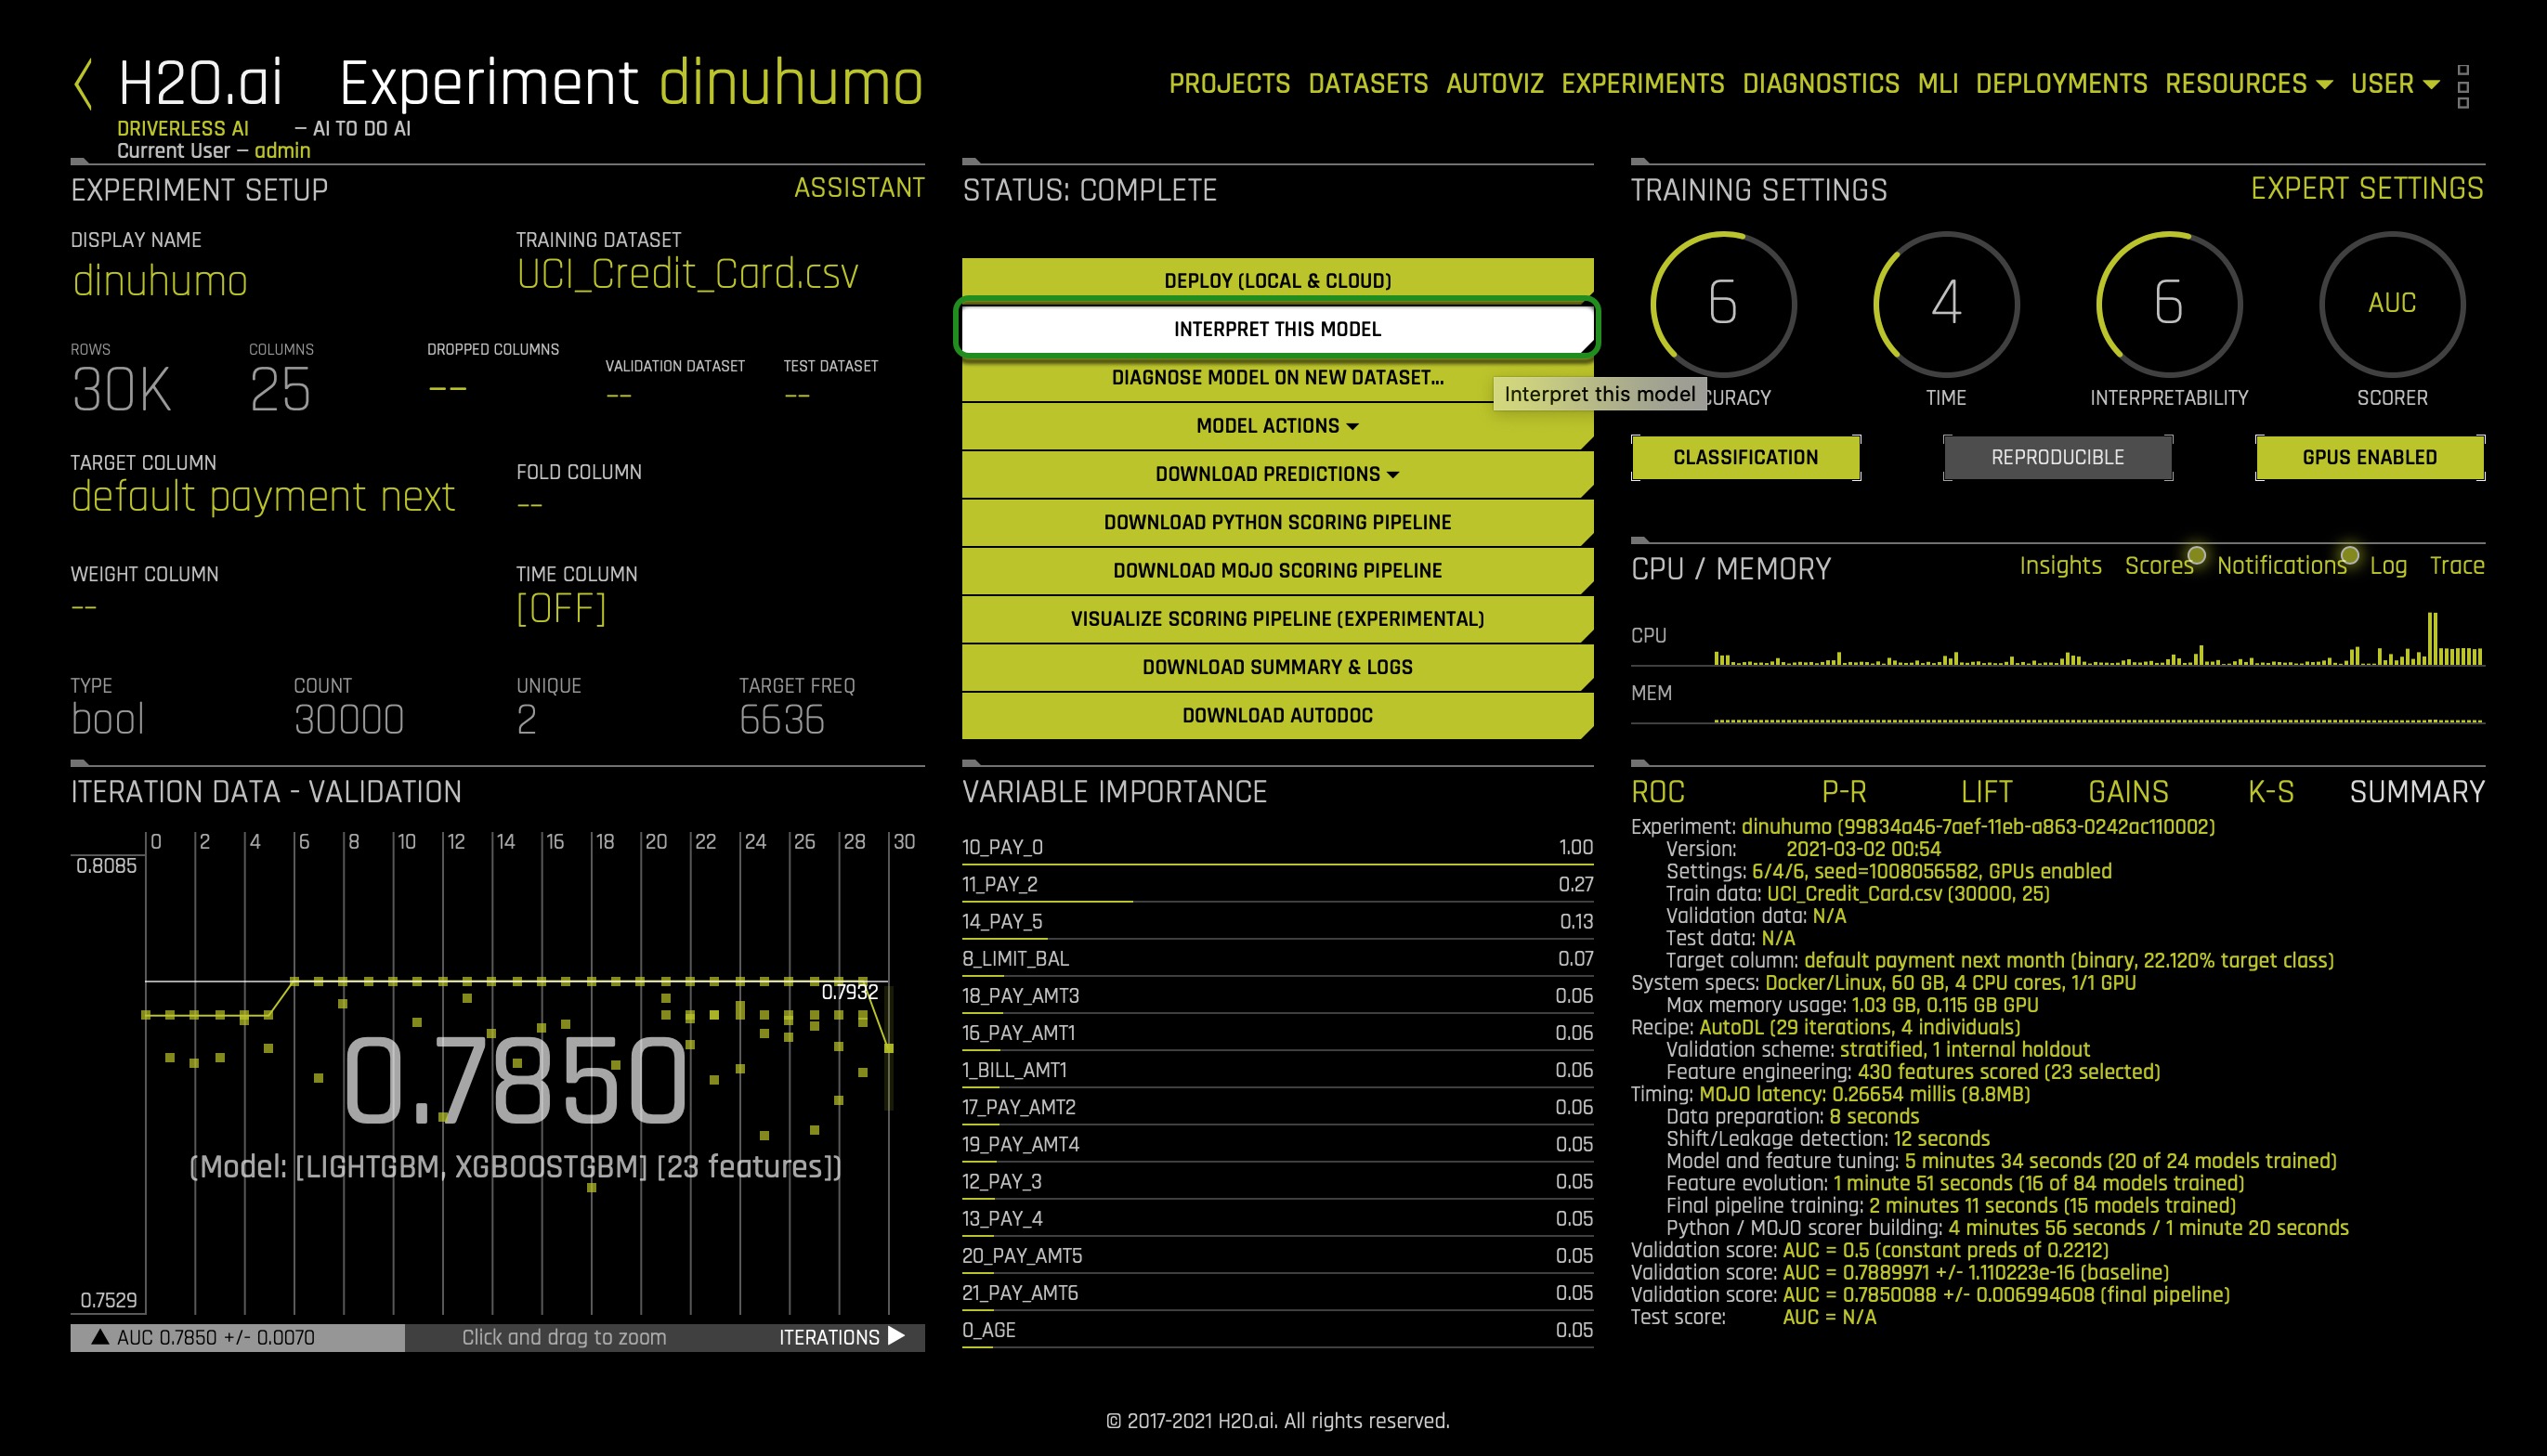 H2O.ai Experiment dinuhumo
DRIVERLESS AI – AI TO DO AI
Current User – admin
PROJECTS DATASETS AUTOVIZ EXPERIMENTS DIAGNOSTICS MLI DEPLOYMENTS RESOURCES USER
EXPERIMENT SETUP ASSISTANT
DISPLAY NAME TRAINING DATASET
dinuhumo UCI_Credit_Card.csv
ROWS COLUMNS DROPPED COLUMNS VALIDATION DATASET TEST DATASET
30K 25 -- -- --
TARGET COLUMN FOLD COLUMN
default payment next --
WEIGHT COLUMN TIME COLUMN
-- [OFF]
TYPE COUNT UNIQUE TARGET FREQ
bool 30000 2 6636
STATUS: COMPLETE
DEPLOY (LOCAL & CLOUD)
INTERPRET THIS MODEL
DIAGNOSE MODEL ON NEW DATASET...
Interpret this model
MODEL ACTIONS
DOWNLOAD PREDICTIONS
DOWNLOAD PYTHON SCORING PIPELINE
DOWNLOAD MOJO SCORING PIPELINE
VISUALIZE SCORING PIPELINE (EXPERIMENTAL)
DOWNLOAD SUMMARY & LOGS
DOWNLOAD AUTODOC
TRAINING SETTINGS EXPERT SETTINGS
6 4 6 AUC
CURACY TIME INTERPRETABILITY SCORER
CLASSIFICATION REPRODUCIBLE GPUS ENABLED
CPU / MEMORY Insights Scores Notifications Log Trace
CPU
MEM
ITERATION DATA - VALIDATION
0 2 4 6 8 10 12 14 16 18 20 22 24 26 28 30
0.8085
0.7932
0.7850
(Model: [LIGHTGBM, XGBOOSTGBM] [23 features])
0.7529
▲ AUC 0.7850 +/- 0.0070 Click and drag to zoom ITERATIONS ▶
VARIABLE IMPORTANCE
10_PAY_0 1.00
11_PAY_2 0.27
14_PAY_5 0.13
8_LIMIT_BAL 0.07
18_PAY_AMT3 0.06
16_PAY_AMT1 0.06
1_BILL_AMT1 0.06
17_PAY_AMT2 0.06
19_PAY_AMT4 0.05
12_PAY_3 0.05
13_PAY_4 0.05
20_PAY_AMT5 0.05
21_PAY_AMT6 0.05
0_AGE 0.05
ROC P-R LIFT GAINS K-S SUMMARY
Experiment: dinuhumo (99834a46-7aef-11eb-a863-0242ac110002)
Version: 2021-03-02 00:54
Settings: 6/4/6, seed=1008056582, GPUs enabled
Train data: UCI_Credit_Card.csv (30000, 25)
Validation data: N/A
Test data: N/A
Target column: default payment next month (binary, 22.120% target class)
System specs: Docker/Linux, 60 GB, 4 CPU cores, 1/1 GPU
Max memory usage: 1.03 GB, 0.115 GB GPU
Recipe: AutoDL (29 iterations, 4 individuals)
Validation scheme: stratified, 1 internal holdout
Feature engineering: 430 features scored (23 selected)
Timing: MOJO latency: 0.26654 millis (8.8MB)
Data preparation: 8 seconds
Shift/Leakage detection: 12 seconds
Model and feature tuning: 5 minutes 34 seconds (20 of 24 models trained)
Feature evolution: 1 minute 51 seconds (16 of 84 models trained)
Final pipeline training: 2 minutes 11 seconds (15 models trained)
Python / MOJO scorer building: 4 minutes 56 seconds / 1 minute 20 seconds
Validation score: AUC = 0.5 (constant preds of 0.2212)
Validation score: AUC = 0.7889971 +/- 1.110223e-16 (baseline)
Validation score: AUC = 0.7850088 +/- 0.006994608 (final pipeline)
Test score: AUC = N/A
© 2017-2021 H2O.ai. All rights reserved.